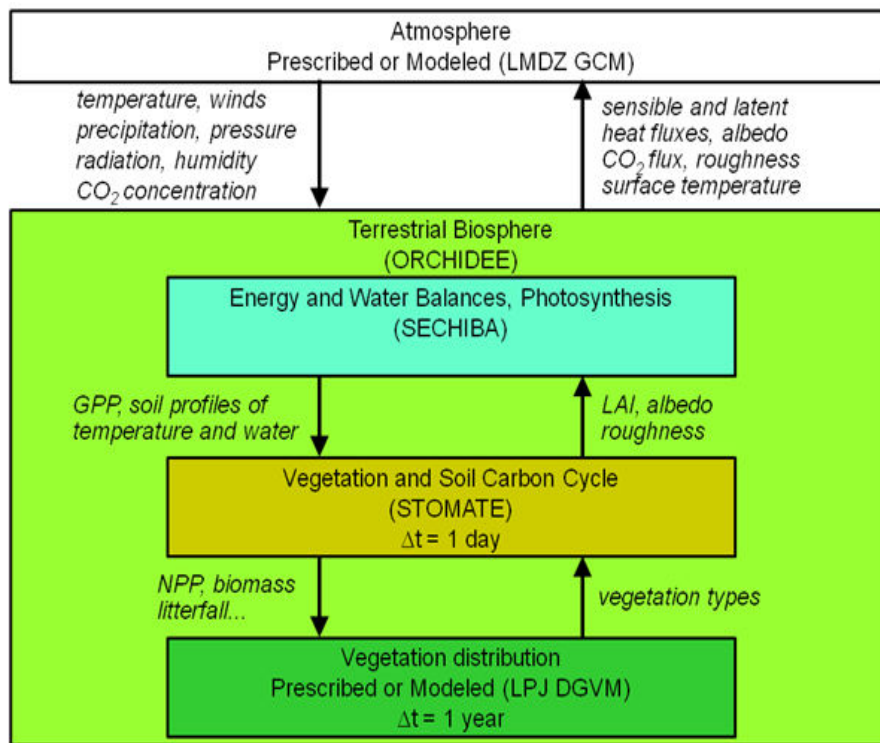 Atmosphere
Prescribed or Modeled (LMDZ GCM)
temperature, winds
precipitation, pressure
radiation, humidity
CO₂ concentration
sensible and latent
heat fluxes, albedo
CO₂ flux, roughness
surface temperature
Terrestrial Biosphere
(ORCHIDEE)
Energy and Water Balances, Photosynthesis
(SECHIBA)
GPP, soil profiles of
temperature and water
LAI, albedo
roughness
Vegetation and Soil Carbon Cycle
(STOMATE)
Δt = 1 day
NPP, biomass
litterfall...
vegetation types
Vegetation distribution
Prescribed or Modeled (LPJ DGVM)
Δt = 1 year